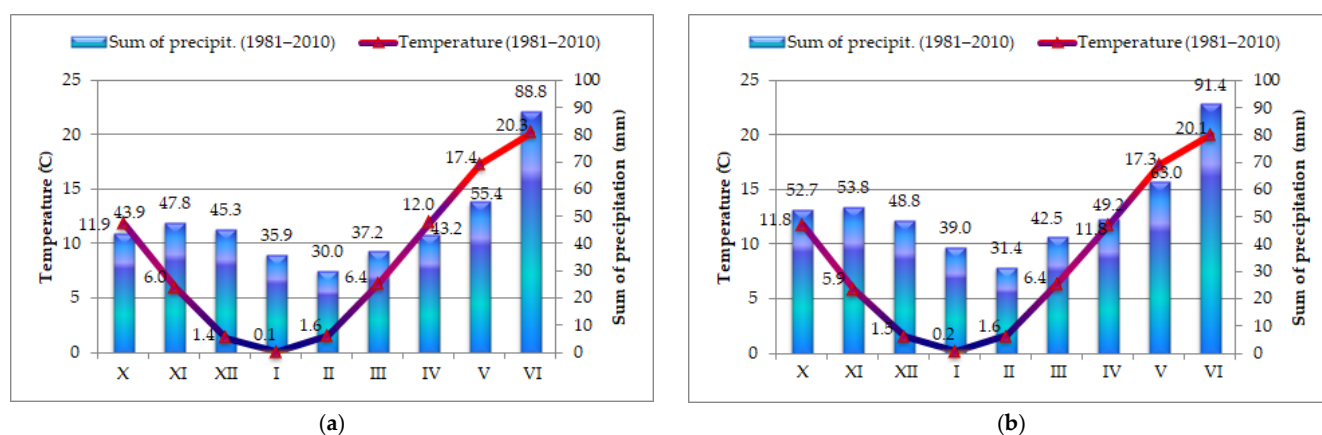 Sum of precipit. (1981–2010) Temperature (1981–2010)
Temperature (C)
25
20
15
10
5
0
100
90
80
70
60
50
40
30
20
10
0
Sum of precipitation (mm)
43.9 47.8 45.3 35.9 30.0 37.2 43.2 55.4 88.8
11.9 6.0 1.4 0.1 1.6 6.4 12.0 17.4 20.3
X XI XII I II III IV V VI
(a)
Sum of precipit. (1981–2010) Temperature (1981–2010)
Temperature (C)
25
20
15
10
5
0
100
90
80
70
60
50
40
30
20
10
0
Sum of precipitation (mm)
52.7 53.8 48.8 39.0 31.4 42.5 49.2 63.0 91.4
11.8 5.9 1.5 0.2 1.6 6.4 11.8 17.3 20.1
X XI XII I II III IV V VI
(b)